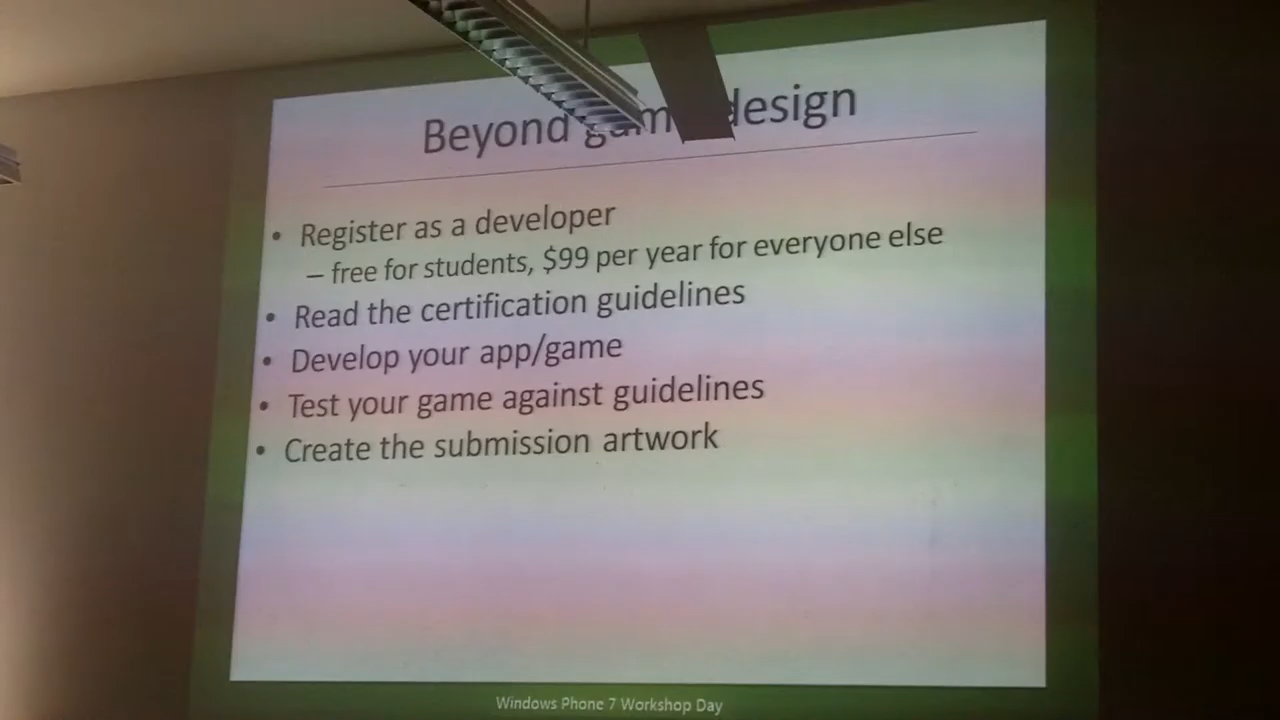 Beyond game design
• Register as a developer
– free for students, $99 per year for everyone else
• Read the certification guidelines
• Develop your app/game
• Test your game against guidelines
• Create the submission artwork
Windows Phone 7 Workshop Day